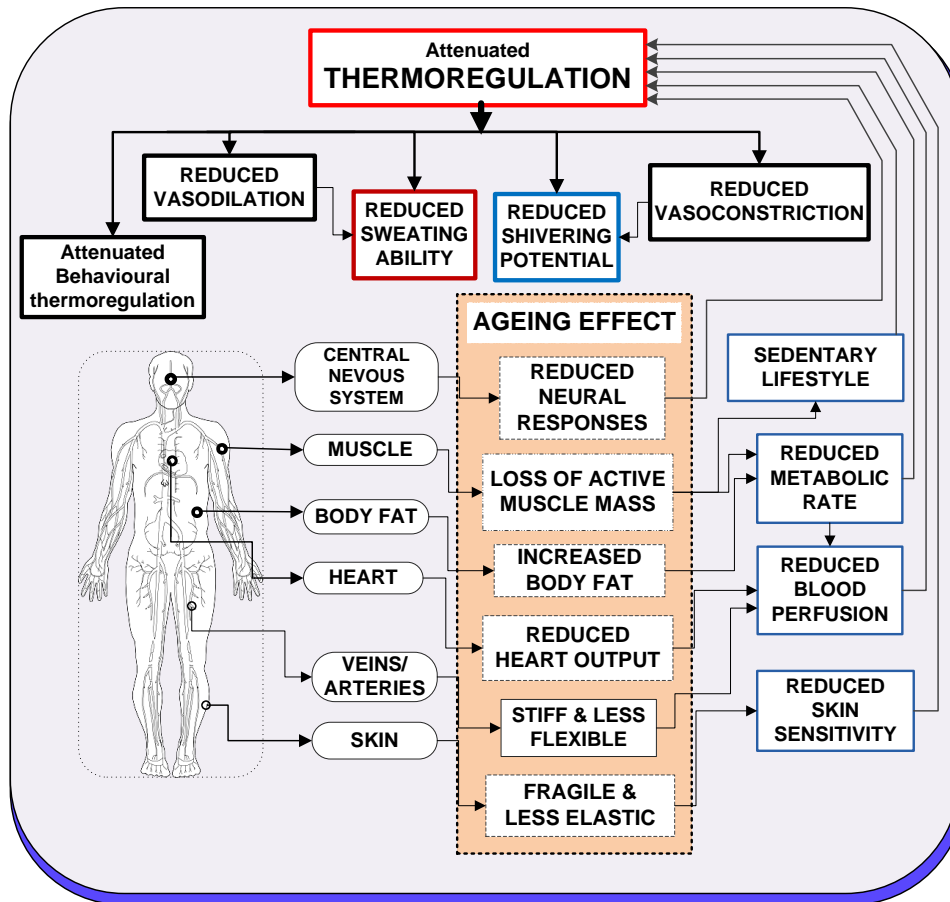 Attenuated
THERMOREGULATION
REDUCED
VASODILATION
REDUCED
SWEATING
ABILITY
REDUCED
SHIVERING
POTENTIAL
REDUCED
VASOCONSTRICTION
Attenuated
Behavioural
thermoregulation
AGEING EFFECT
CENTRAL
NEVOUS
SYSTEM
REDUCED
NEURAL
RESPONSES
SEDENTARY
LIFESTYLE
MUSCLE
LOSS OF ACTIVE
MUSCLE MASS
REDUCED
METABOLIC
RATE
BODY FAT
INCREASED
BODY FAT
HEART
REDUCED
HEART OUTPUT
REDUCED
BLOOD
PERFUSION
VEINS/
ARTERIES
STIFF & LESS
FLEXIBLE
REDUCED
SKIN
SENSITIVITY
SKIN
FRAGILE &
LESS ELASTIC